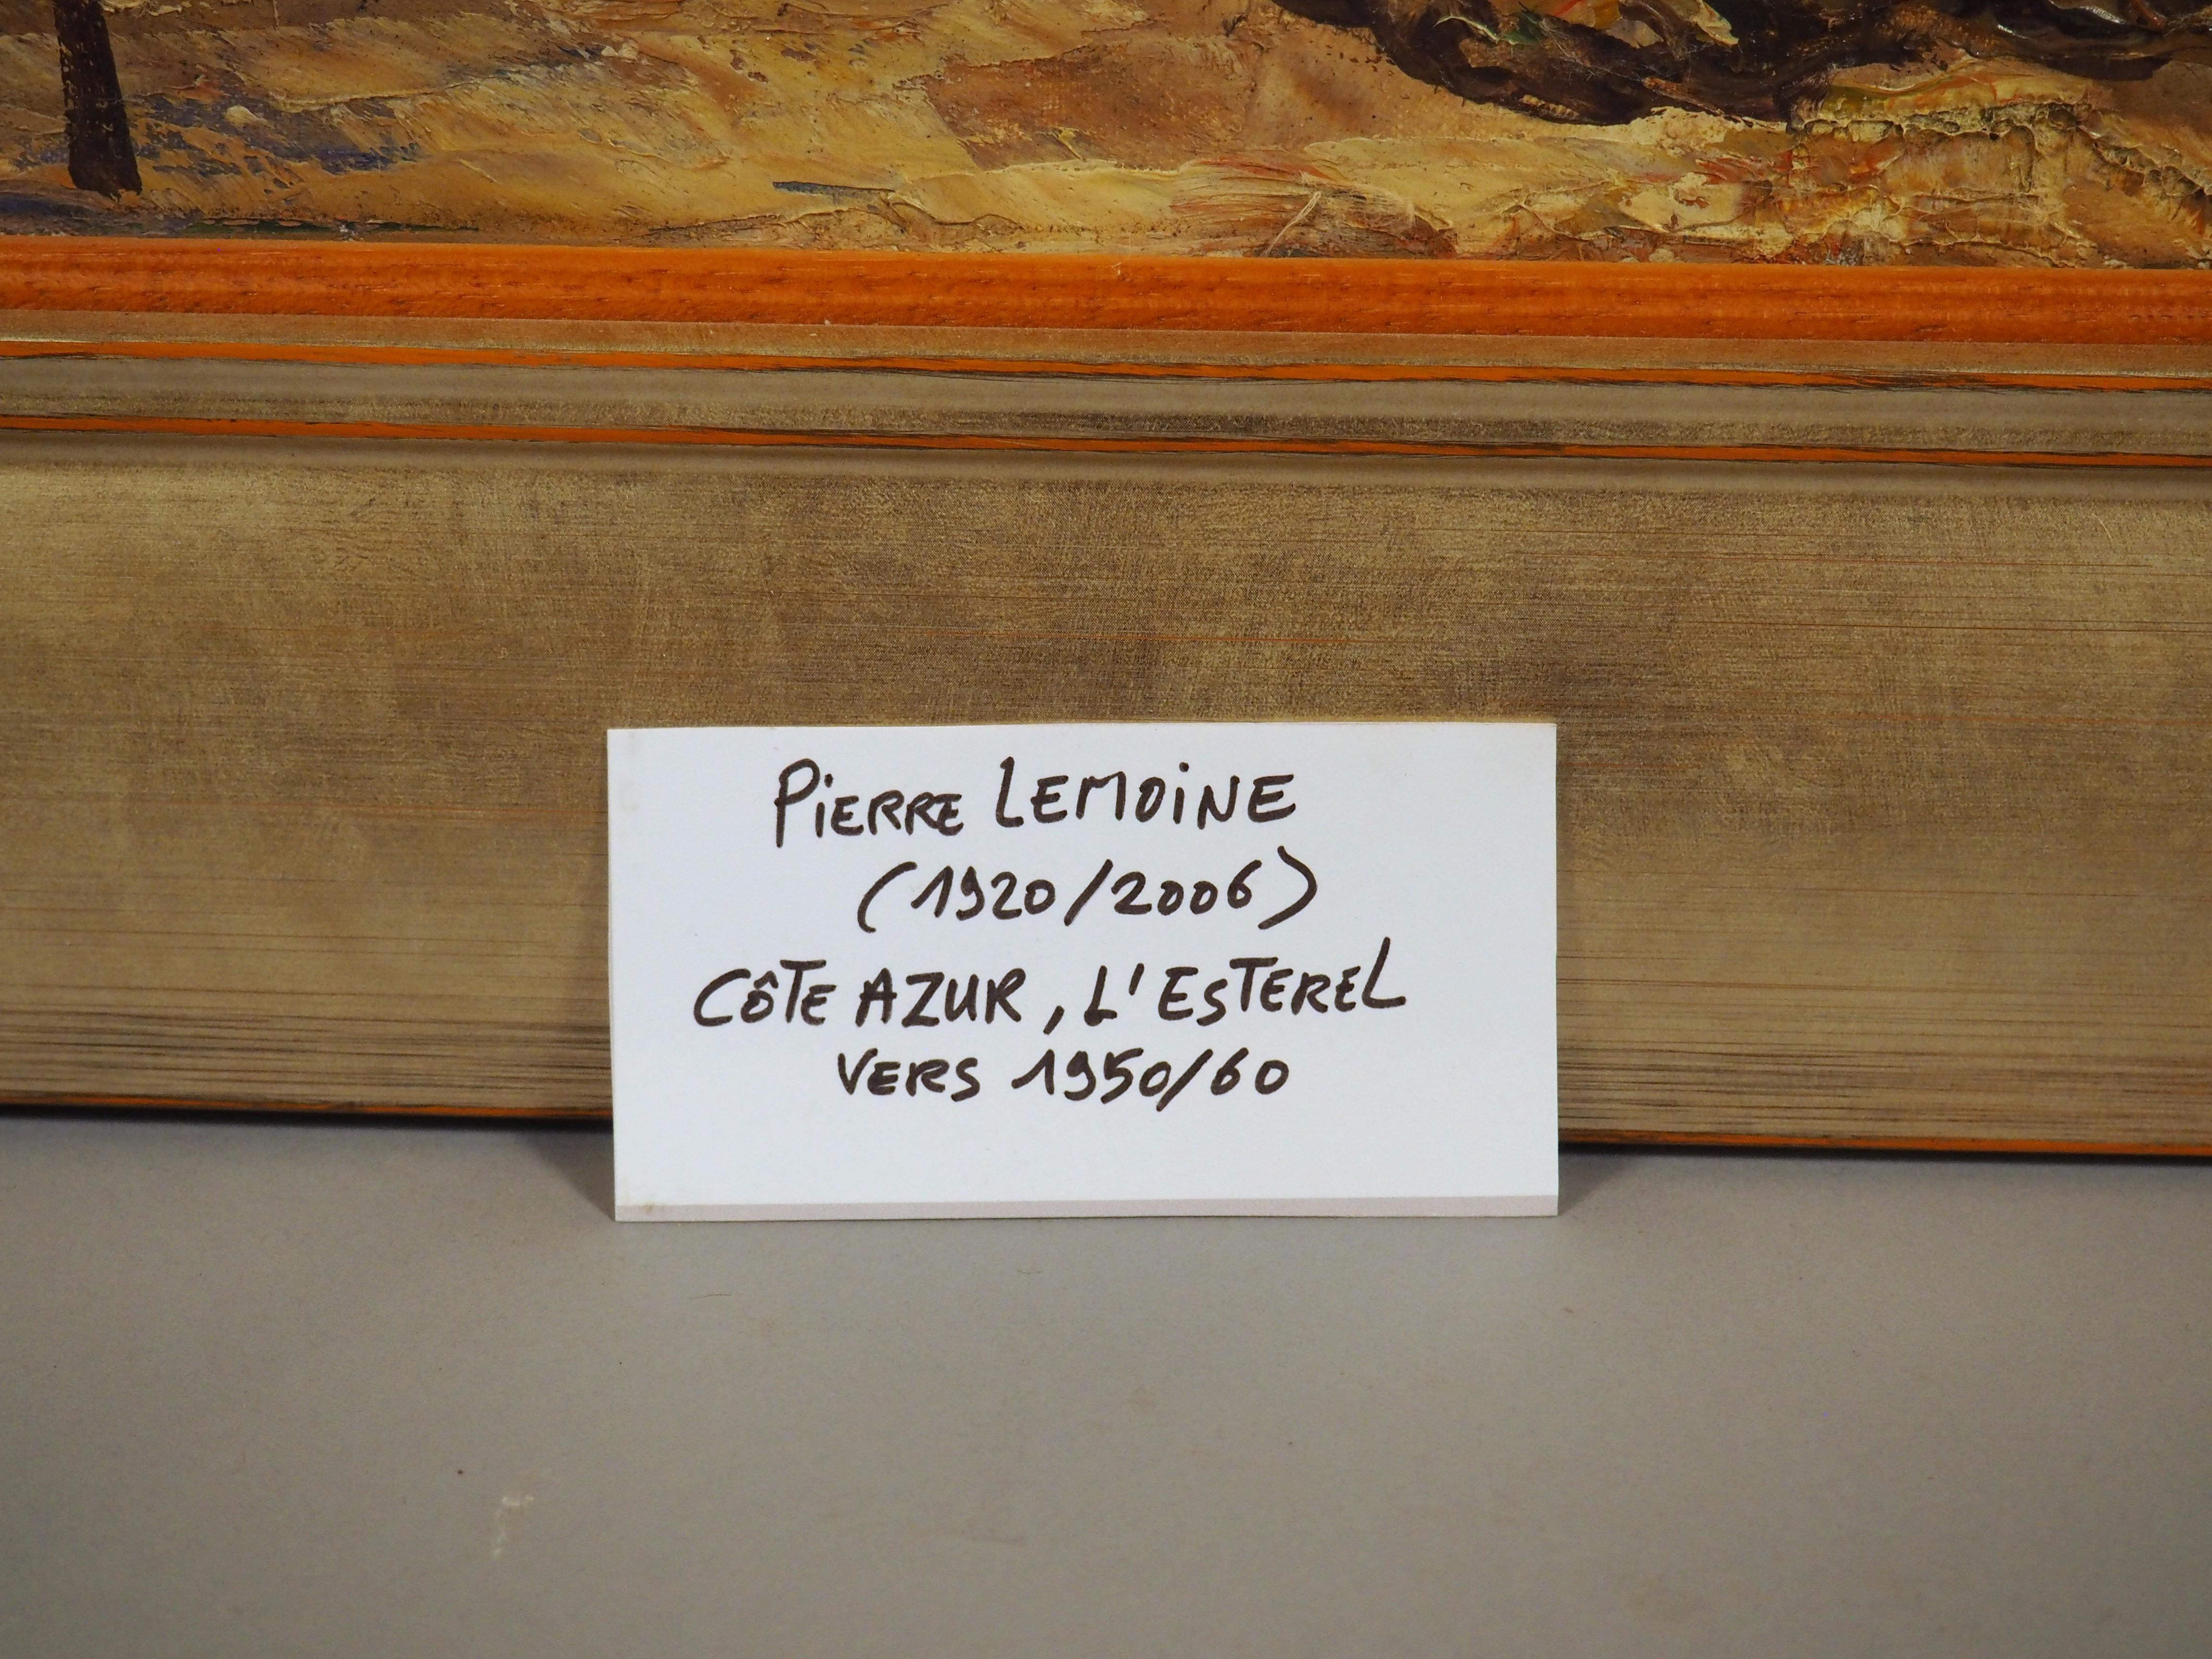 PIERRE LEMOINE
(1920/2006)
CÔTE AZUR, L'ESTEREL
VERS 1950/60